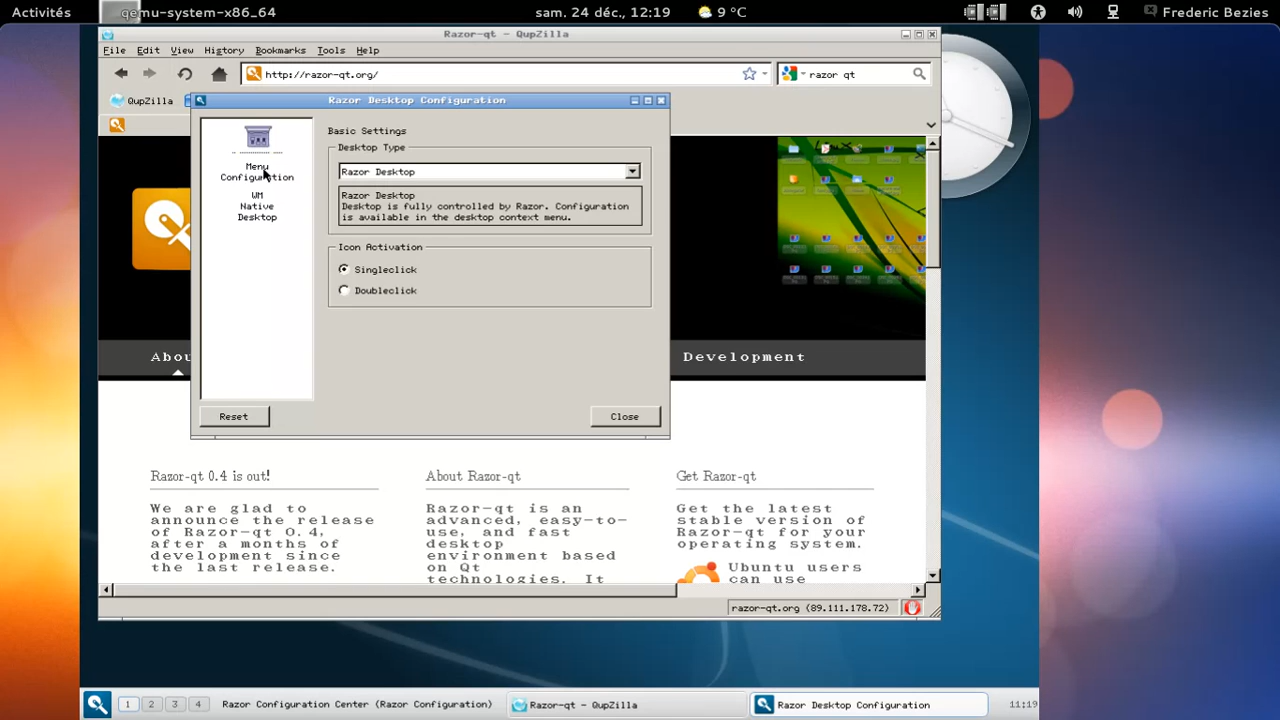 Activités
qemu-system-x86_64
sam. 24 déc., 12:19
9 °C
Frederic Bezies
Razor-qt - QupZilla
File Edit View History Bookmarks Tools Help
http://razor-qt.org/
razor qt
QupZilla
Razor Desktop Configuration
Menu
Configuration
WM
Native
Desktop
Basic Settings
Desktop Type
Razor Desktop
Razor Desktop
Desktop is fully controlled by Razor. Configuration
is available in the desktop context menu.
Icon Activation
Singleclick
Doubleclick
Reset
Close
Abou
Development
Razor-qt 0.4 is out!
We are glad to
announce the release
of Razor-qt 0.4,
after a months of
development since
the last release.
About Razor-qt
Razor-qt is an
advanced, easy-to-
use, and fast
desktop
environment based
on Qt
technologies. It
Get Razor-qt
Get the latest
stable version of
Razor-qt for your
operating system.
Ubuntu users
can use
razor-qt.org (89.111.178.72)
1 2 3 4
Razor Configuration Center (Razor Configuration)
Razor-qt - QupZilla
Razor Desktop Configuration
11:19